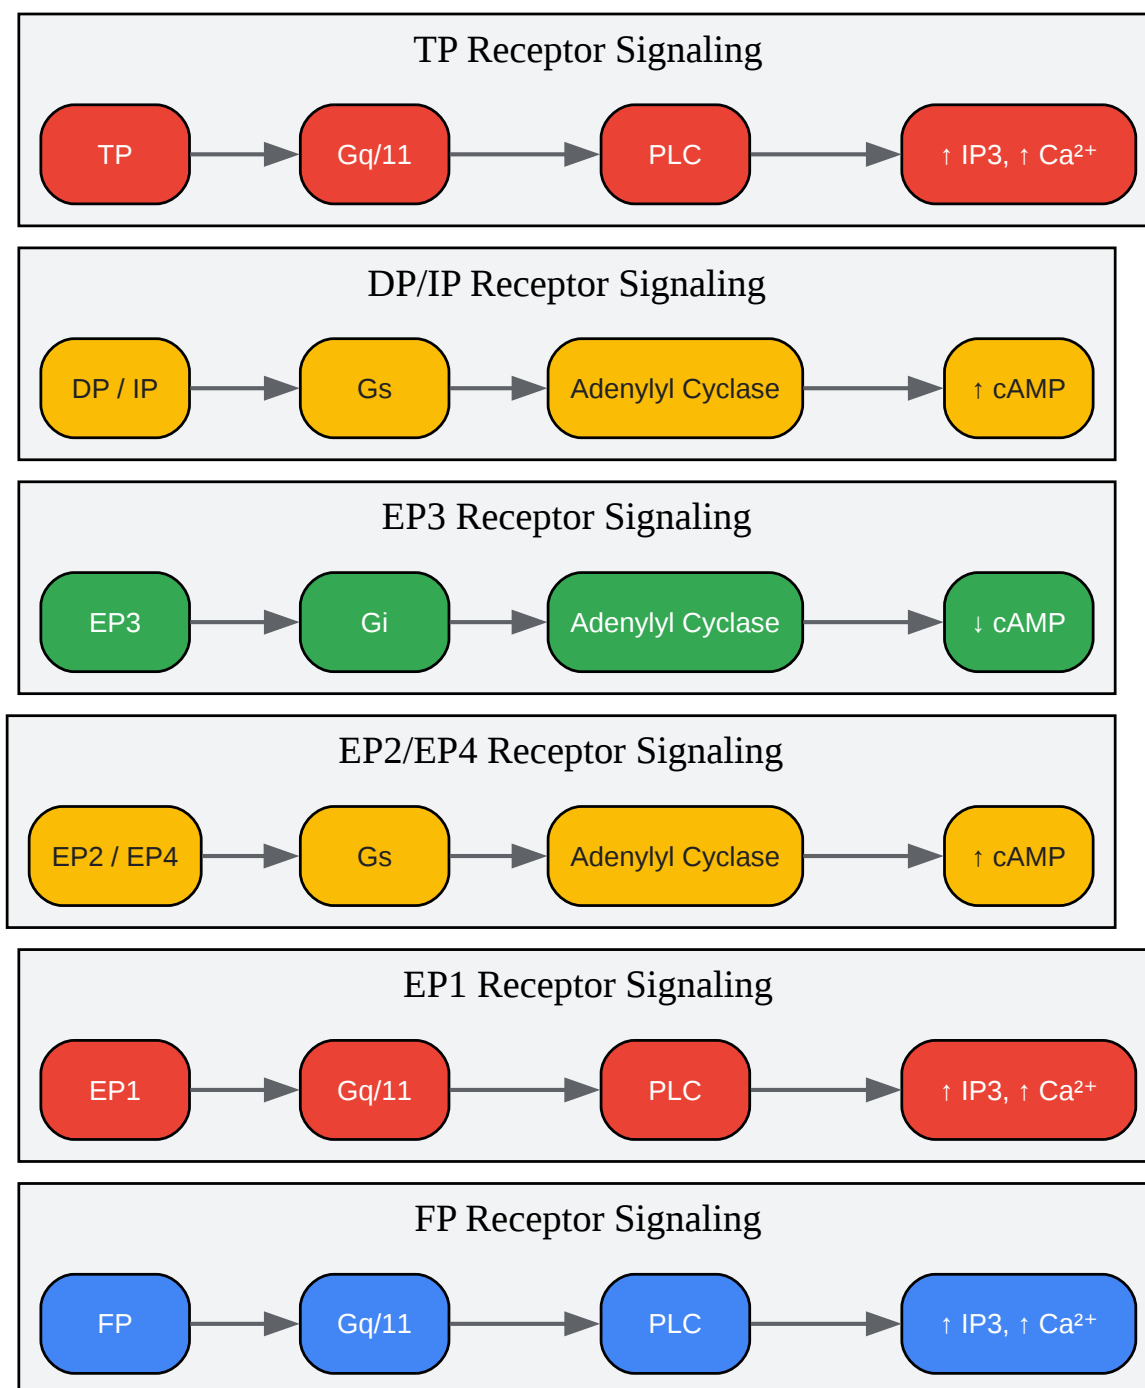 TP Receptor Signaling
TP
Gq/11
PLC
↑ IP3, ↑ Ca²⁺
DP/IP Receptor Signaling
DP / IP
Gs
Adenylyl Cyclase
↑ cAMP
EP3 Receptor Signaling
EP3
Gi
Adenylyl Cyclase
↓ cAMP
EP2/EP4 Receptor Signaling
EP2 / EP4
Gs
Adenylyl Cyclase
↑ cAMP
EP1 Receptor Signaling
EP1
Gq/11
PLC
↑ IP3, ↑ Ca²⁺
FP Receptor Signaling
FP
Gq/11
PLC
↑ IP3, ↑ Ca²⁺